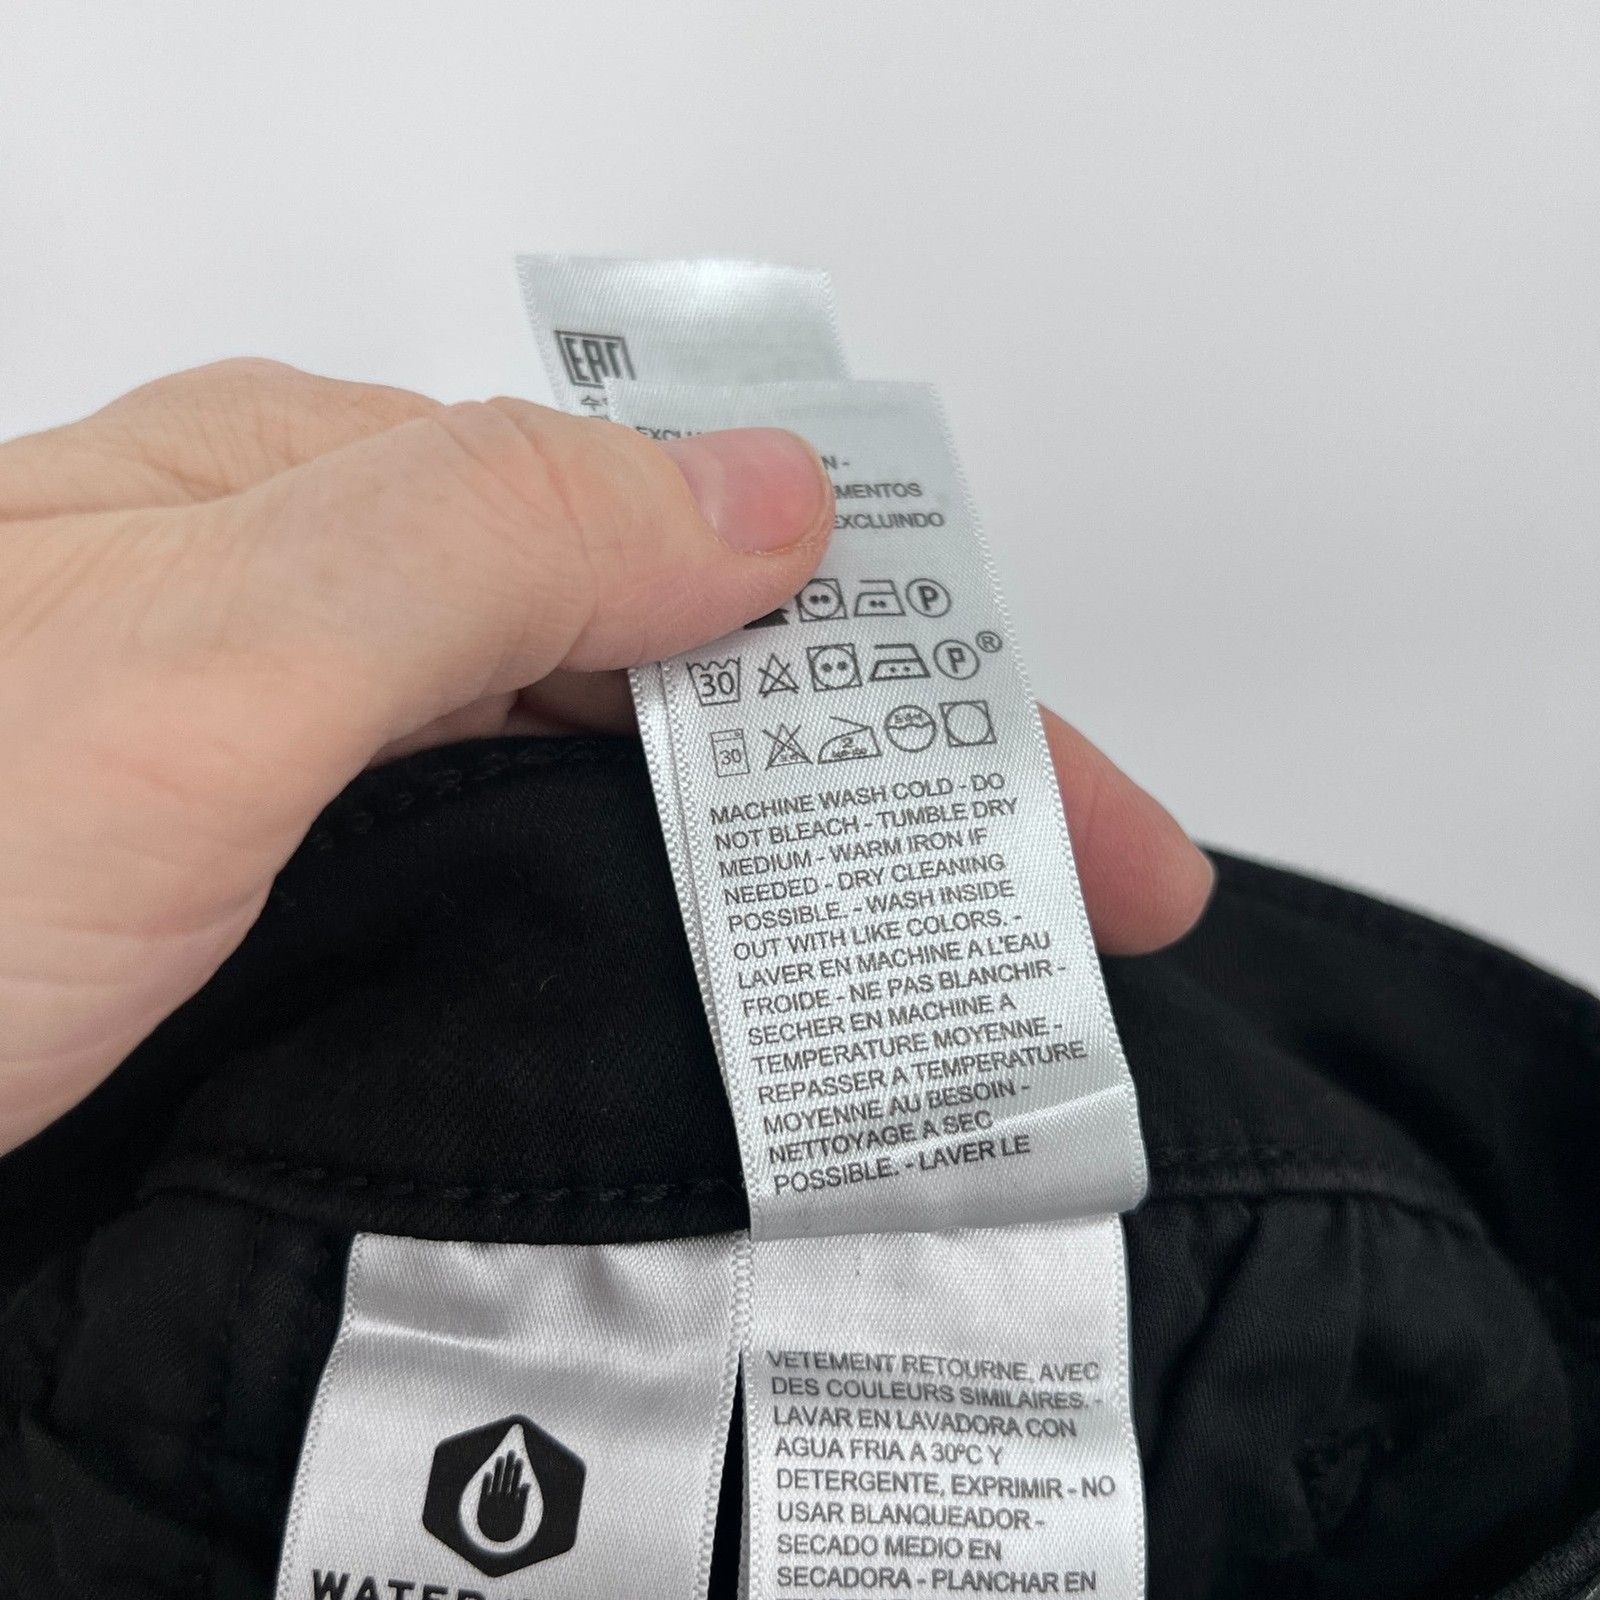 EAC
N -
MENTOS
EXCLUINDO
P
30 P ®
30 2
MACHINE WASH COLD - DO
NOT BLEACH - TUMBLE DRY
MEDIUM - WARM IRON IF
NEEDED - DRY CLEANING
POSSIBLE. - WASH INSIDE
OUT WITH LIKE COLORS. -
LAVER EN MACHINE A L'EAU
FROIDE - NE PAS BLANCHIR -
SECHER EN MACHINE A
TEMPERATURE MOYENNE -
REPASSER A TEMPERATURE
MOYENNE AU BESOIN -
NETTOYAGE A SEC
POSSIBLE. - LAVER LE
VETEMENT RETOURNE, AVEC
DES COULEURS SIMILAIRES. -
LAVAR EN LAVADORA CON
AGUA FRIA A 30ºC Y
DETERGENTE, EXPRIMIR - NO
USAR BLANQUEADOR -
SECADO MEDIO EN
SECADORA - PLANCHAR EN
WATER